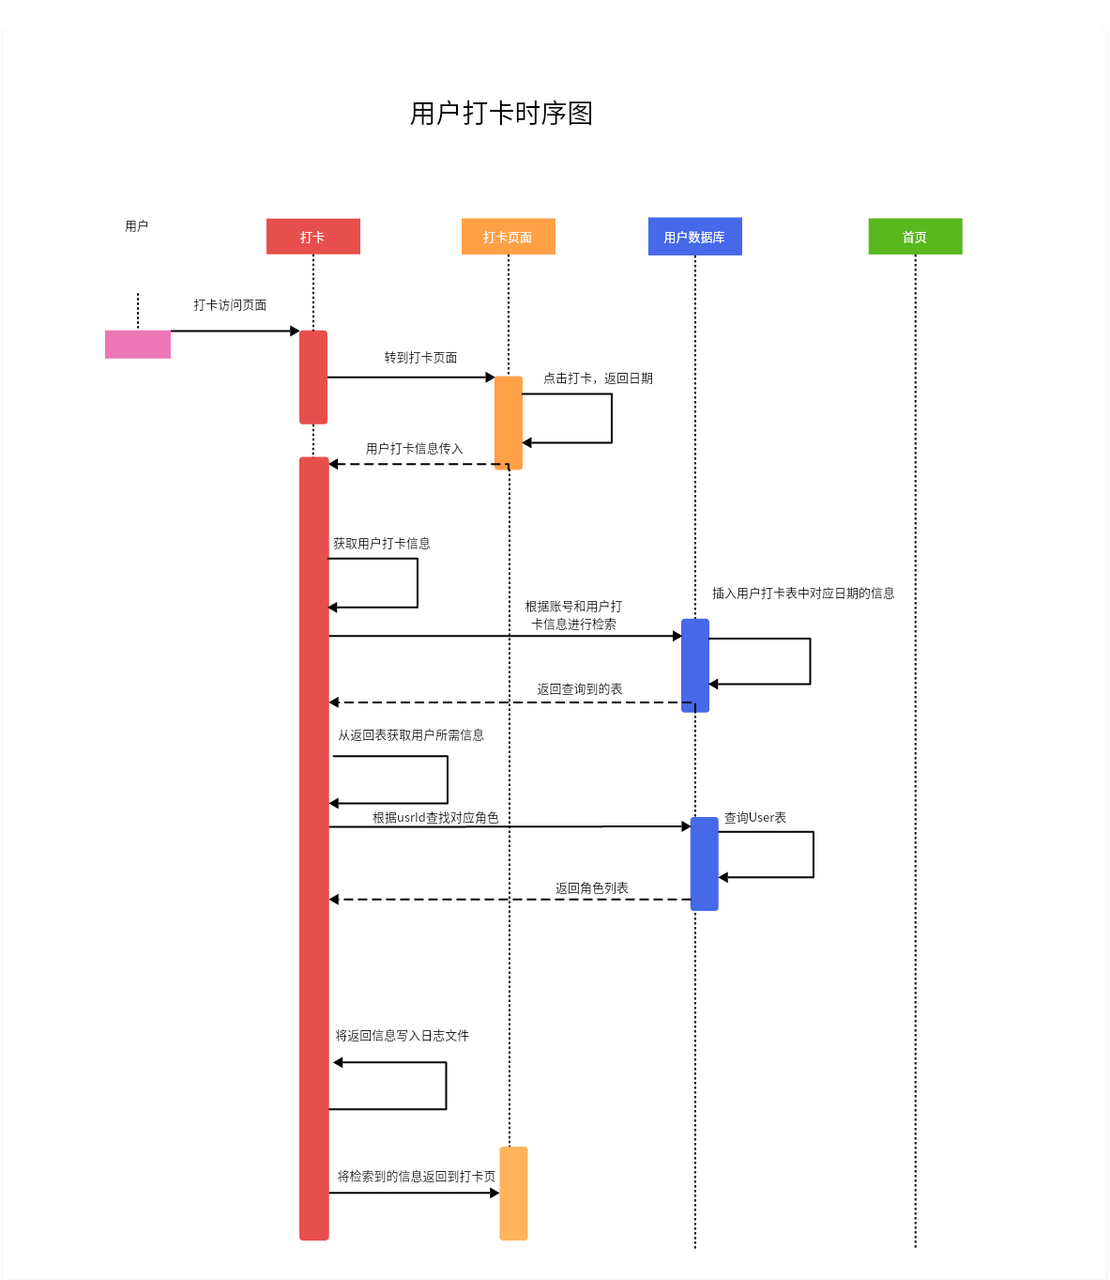 用户打卡时序图
用户
打卡
打卡页面
用户数据库
首页
打卡访问页面
转到打卡页面
点击打卡，返回日期
用户打卡信息传入
获取用户打卡信息
插入用户打卡表中对应日期的信息
根据账号和用户打
卡信息进行检索
返回查询到的表
从返回表获取用户所需信息
根据usrId查找对应角色
查询User表
返回角色列表
将返回信息写入日志文件
将检索到的信息返回到打卡页